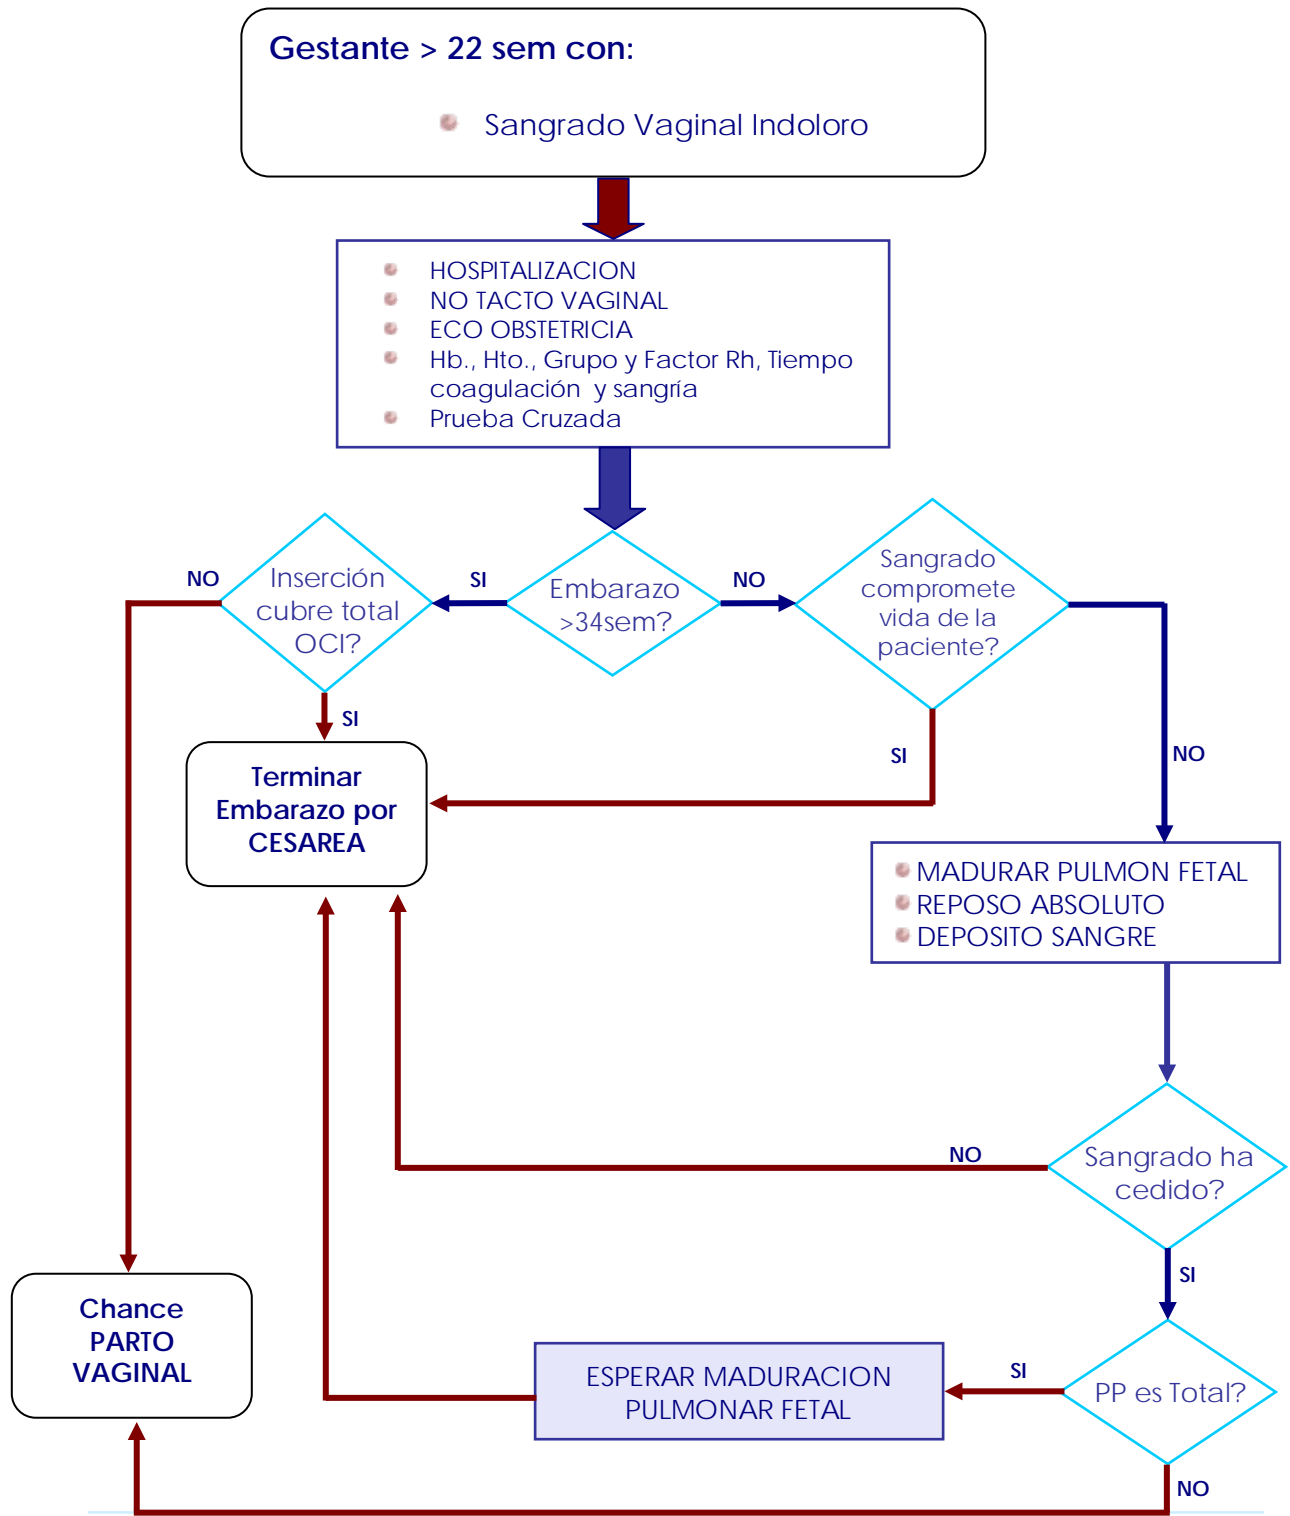 Gestante > 22 sem con:
Sangrado Vaginal Indoloro
HOSPITALIZACION
NO TACTO VAGINAL
ECO OBSTETRICIA
Hb., Hto., Grupo y Factor Rh, Tiempo
coagulación y sangría
Prueba Cruzada
NO
Inserción
cubre total
OCI?
SI
Embarazo
>34sem?
NO
Sangrado
compromete
vida de la
paciente?
SI
SI
NO
Terminar
Embarazo por
CESAREA
MADURAR PULMON FETAL
REPOSO ABSOLUTO
DEPOSITO SANGRE
NO
Sangrado ha
cedido?
SI
Chance
PARTO
VAGINAL
ESPERAR MADURACION
PULMONAR FETAL
SI
PP es Total?
NO